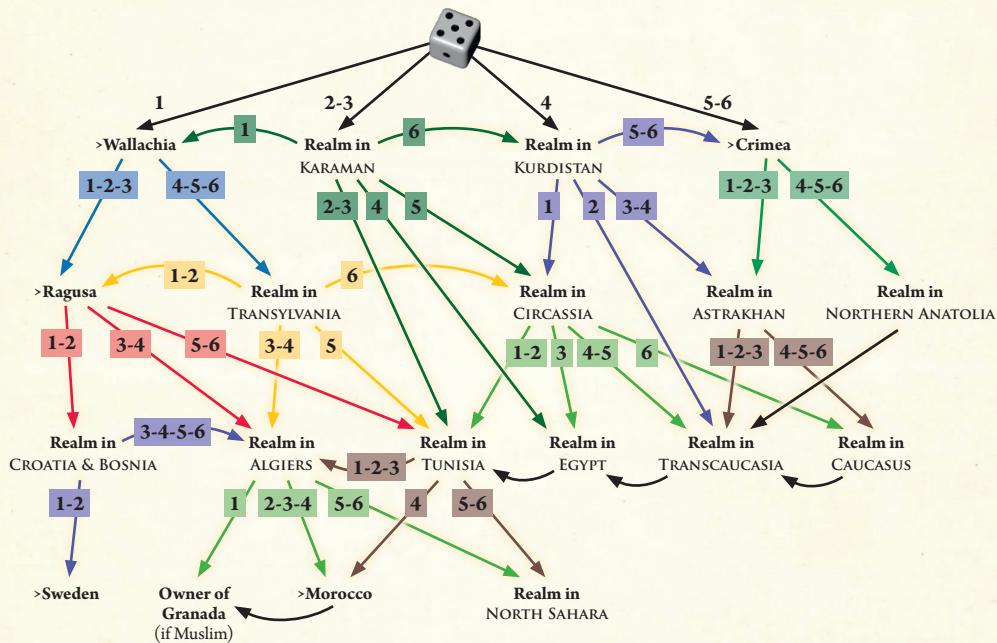 1
2-3
4
5-6
>Wallachia
1
Realm in
KARAMAN
6
Realm in
KURDISTAN
5-6
>Crimea
1-2-3
4-5-6
2-3
4
5
1
2
3-4
1-2-3
4-5-6
>Ragusa
1-2
Realm in
TRANSYLVANIA
6
Realm in
CIRCASSIA
Realm in
ASTRAKHAN
Realm in
NORTHERN ANATOLIA
1-2
3-4
5-6
3-4
5
1-2
3
4-5
6
1-2-3
4-5-6
Realm in
CROATIA & BOSNIA
3-4-5-6
Realm in
ALGIERS
1-2-3
Realm in
TUNISIA
Realm in
EGYPT
Realm in
TRANSCAUCASIA
Realm in
CAUCASUS
1-2
1
2-3-4
5-6
4
5-6
>Sweden
Owner of
Granada
(if Muslim)
>Morocco
Realm in
NORTH SAHARA